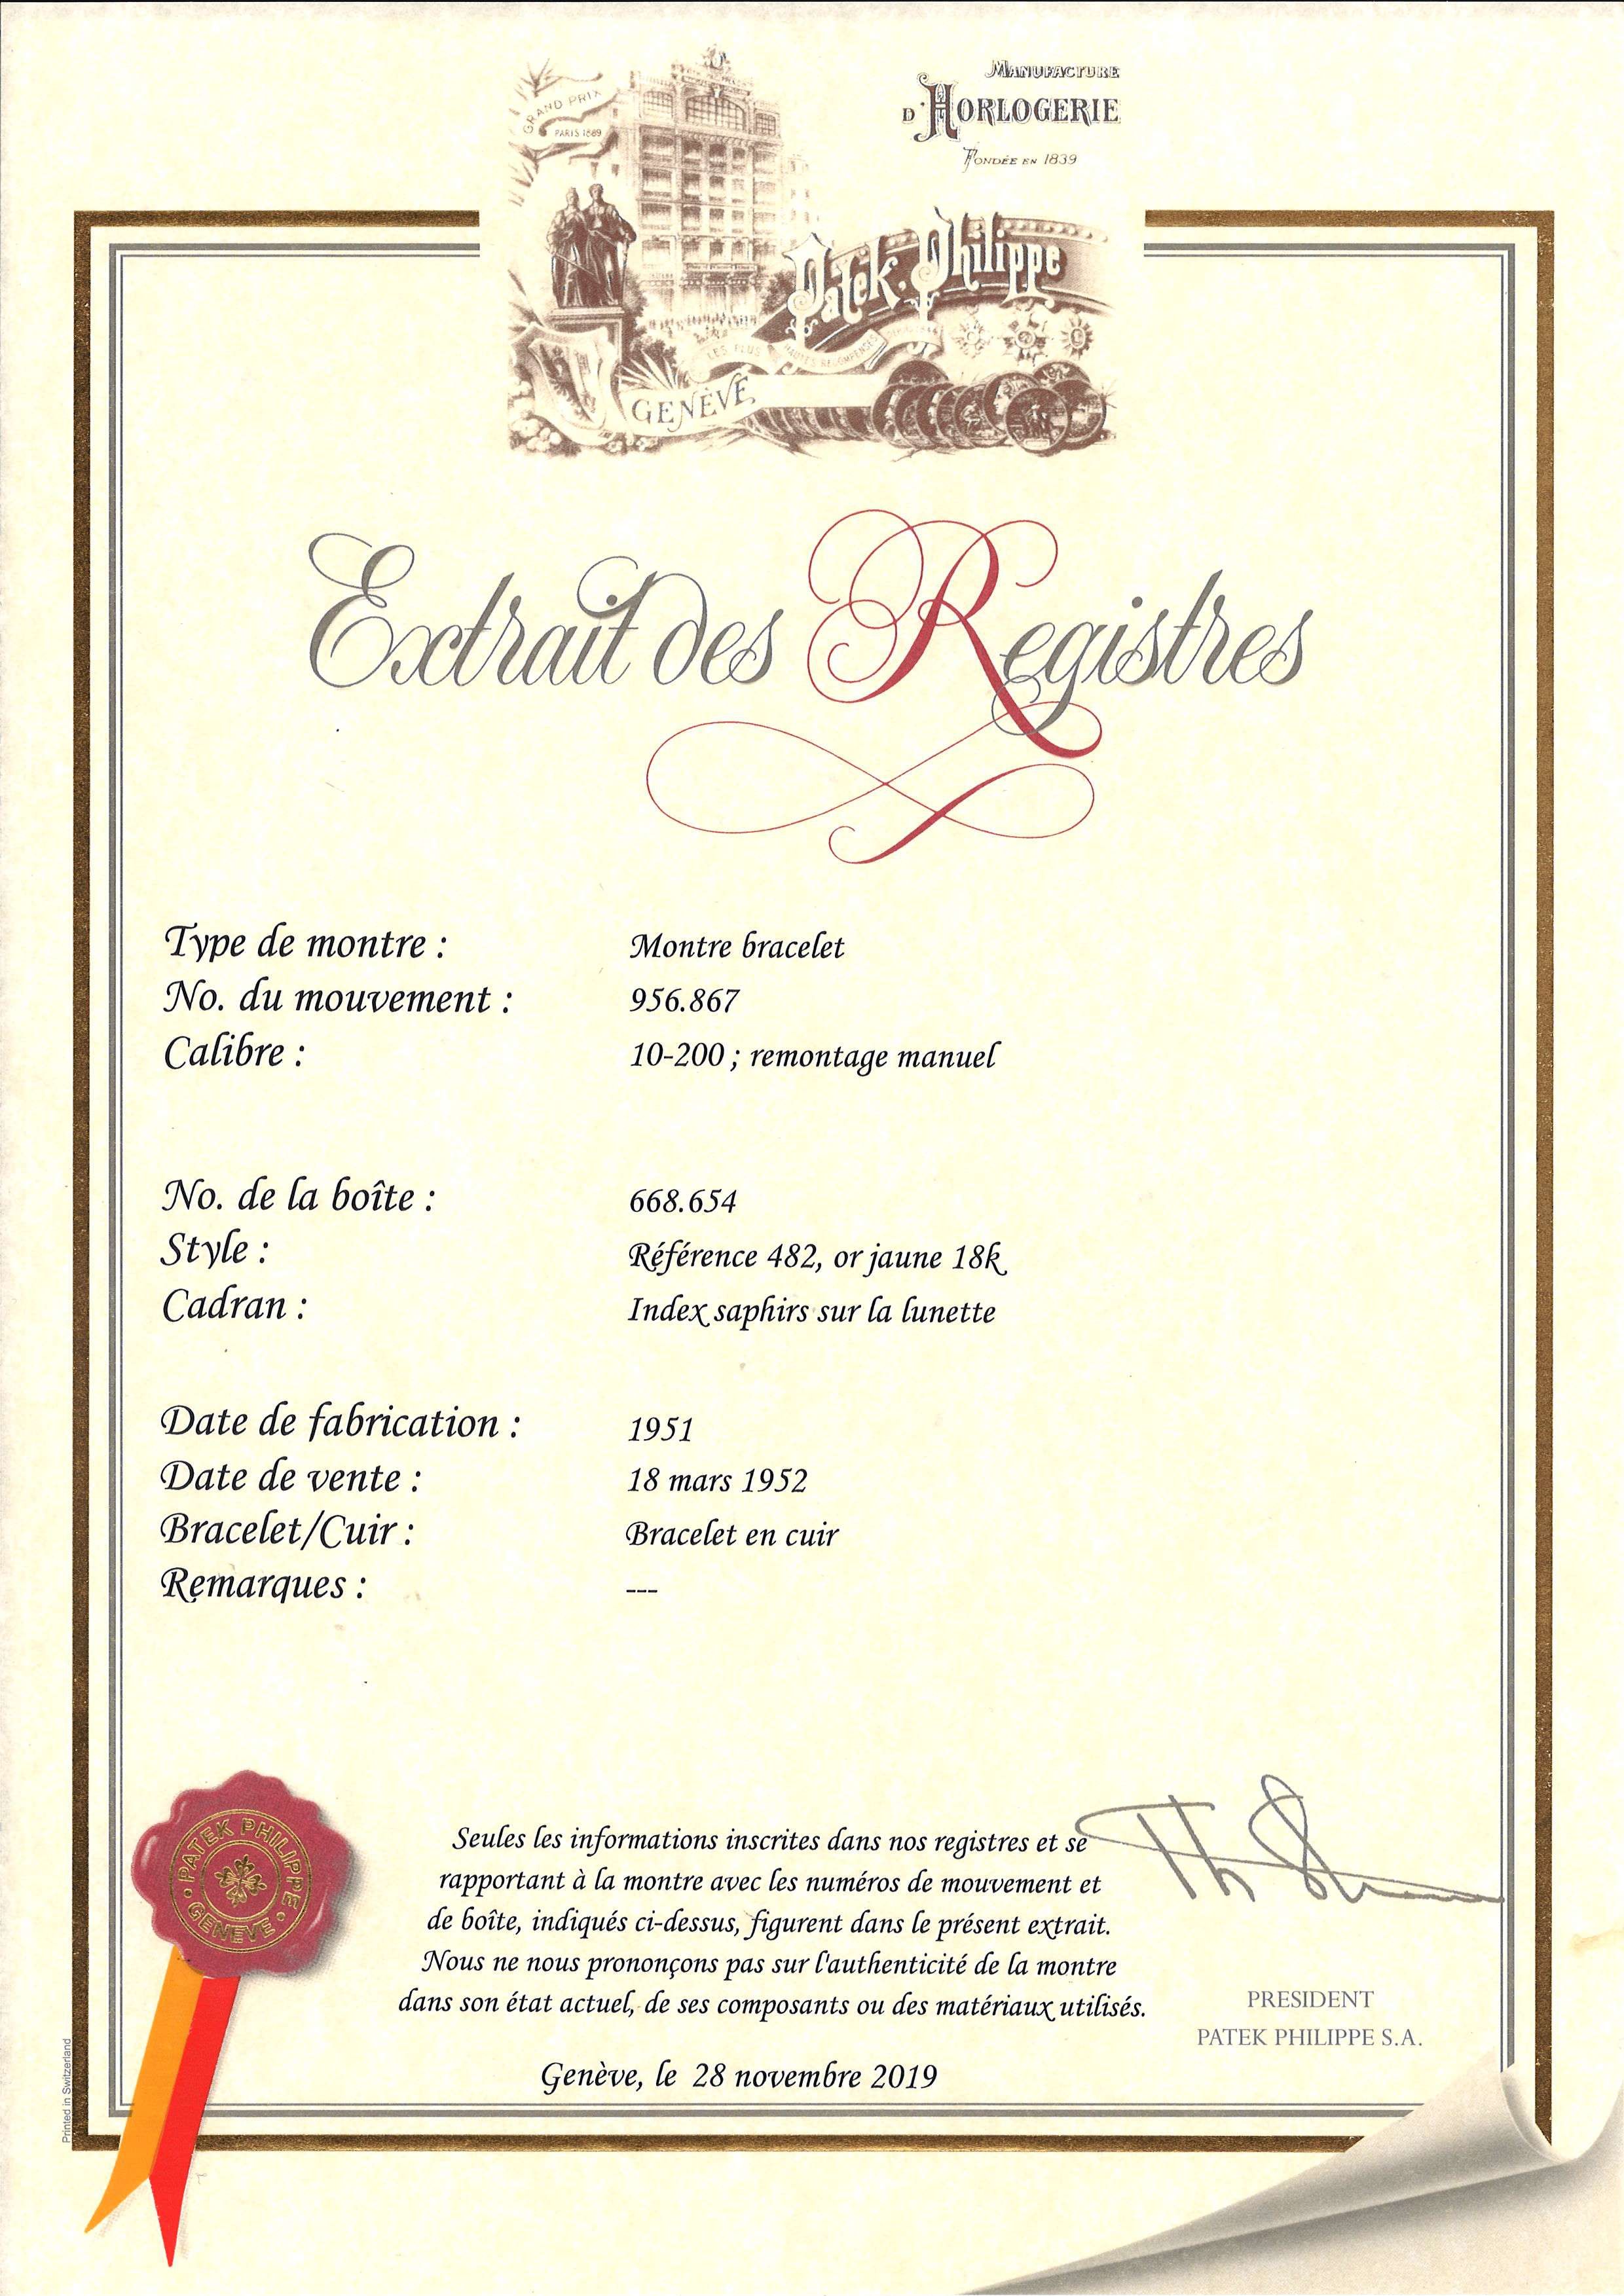 GRAND PRIX
PARIS 1889
MANUFACTURE
D'HORLOGERIE
FONDÉE EN 1839
Patek Philippe
LES PLUS HAUTES RÉCOMPENSES
GENÈVE
Extrait des Registres
Type de montre : Montre bracelet
No. du mouvement : 956.867
Calibre : 10-200 ; remontage manuel
No. de la boîte : 668.654
Style : Référence 482, or jaune 18k
Cadran : Index saphirs sur la lunette
Date de fabrication : 1951
Date de vente : 18 mars 1952
Bracelet/Cuir : Bracelet en cuir
Remarques : ---
PATEK PHILIPPE
GENEVE
Seules les informations inscrites dans nos registres et se
rapportant à la montre avec les numéros de mouvement et
de boîte, indiqués ci-dessus, figurent dans le présent extrait.
Nous ne nous prononçons pas sur l'authenticité de la montre
dans son état actuel, de ses composants ou des matériaux utilisés.
Genève, le 28 novembre 2019
PRESIDENT
PATEK PHILIPPE S.A.
Printed in Switzerland